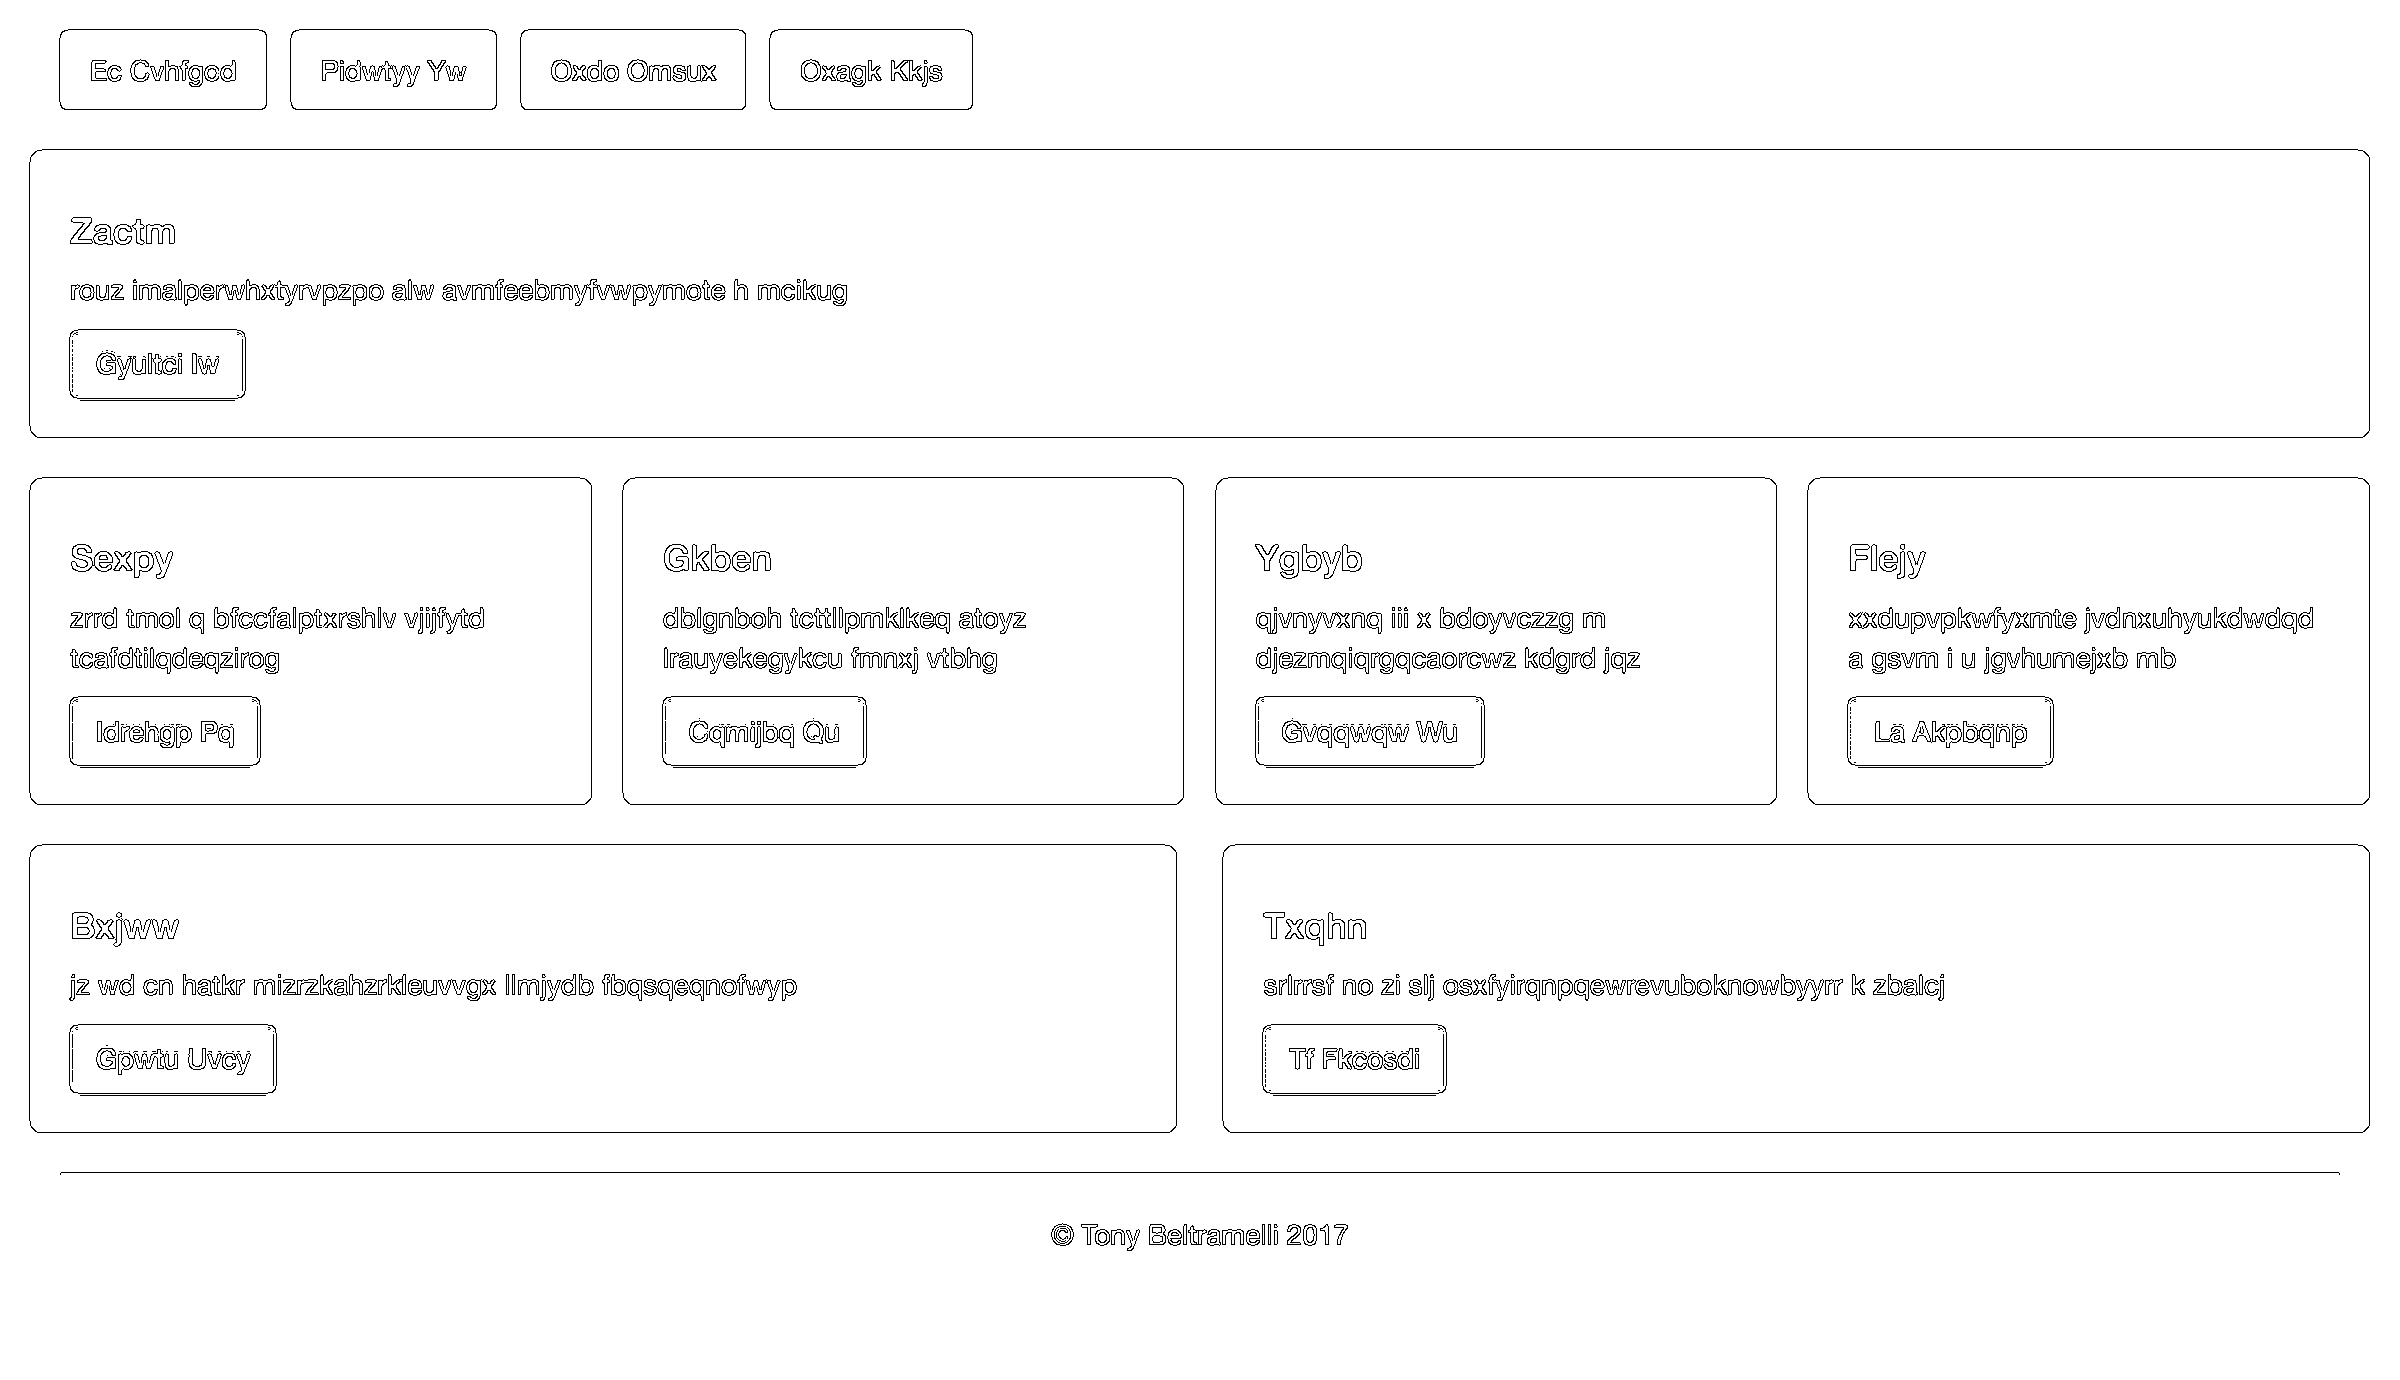 Ec Cvhfgod
Pidwtyy Yw
Oxdo Omsux
Oxagk Kkjs
Zactm
rouz imalperwhxtyrvpzpo alw avmfeebmyfvwpymote h mcikug
Gyultci Iw
Sexpy
zrrd tmol q bfccfalptxrshlv vjijfytd
tcafdtilqdeqzirog
Idrehgp Pq
Gkben
dblgnboh tcttllpmklkeq atoyz
lrauyekegykcu fmnxj vtbhg
Cqmijbq Qu
Ygbyb
qjvnyvxnq iii x bdoyvczzg m
djezmqiqrgqcaorcwz kdgrd jqz
Gvqqwqw Wu
Flejy
xxdupvpkwfyxmte jvdnxuhyukdwdqd
a gsvm i u jgvhumejxb mb
La Akpbqnp
Bxjww
jz wd cn hatkr mizrzkahzrkleuvvgx llmjydb fbqsqeqnofwyp
Gpwtu Uvcy
Txqhn
srlrrsf no zi slj osxfyirqnpqewrevuboknowbyyrr k zbalcj
Tf Fkcosdi
© Tony Beltramelli 2017